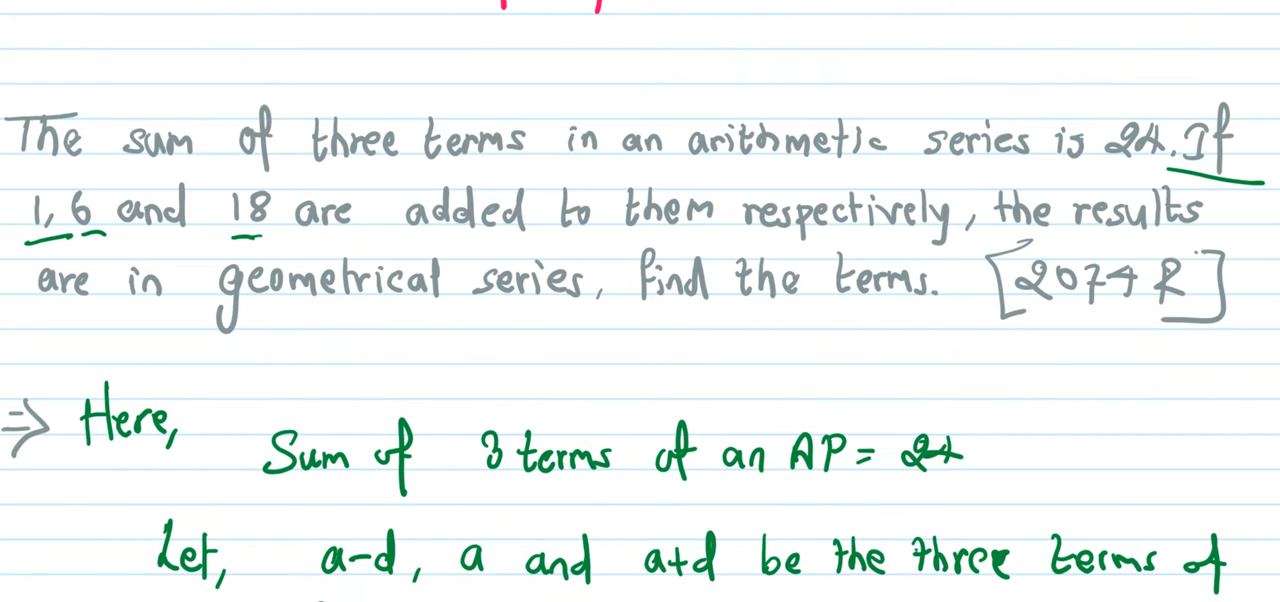 The sum of three terms in an arithmetic series is 24. If
1, 6 and 18 are added to them respectively, the results
are in geometrical series, find the terms. [2074 R]
⇒ Here,
Sum of 3 terms of an AP = 24
Let, a-d, a and a+d be the three terms of